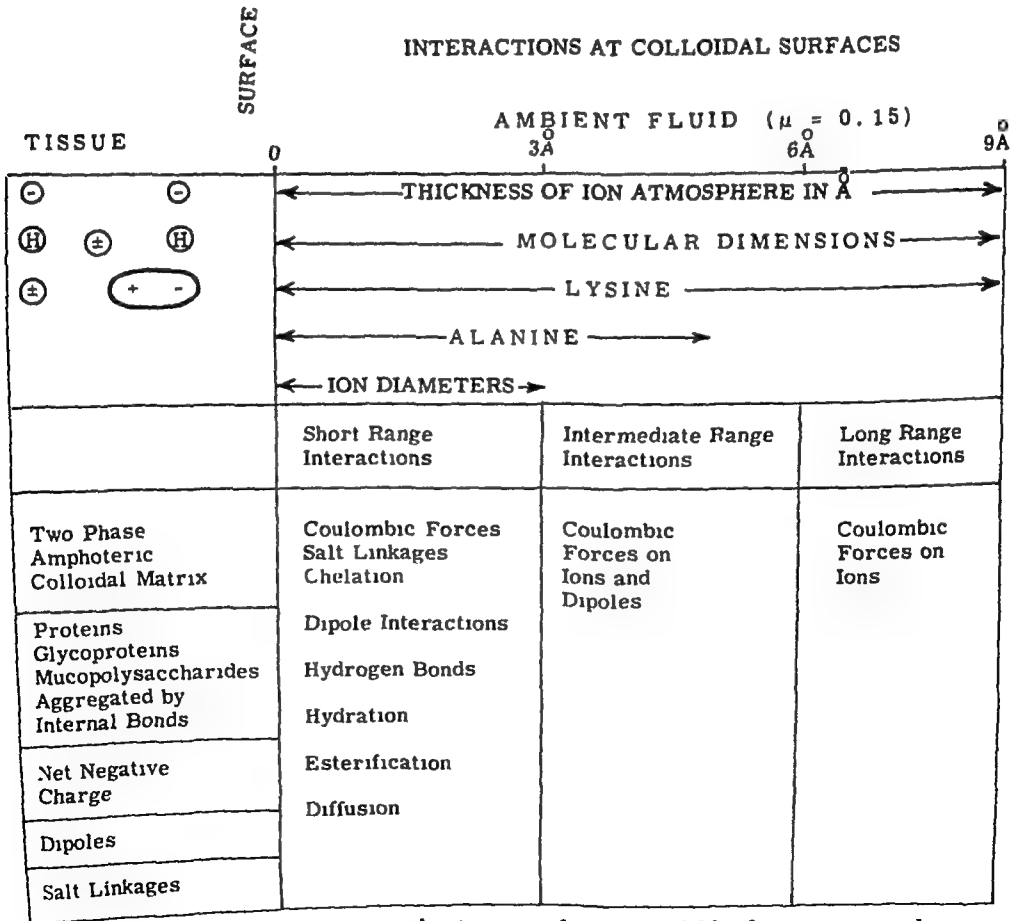 INTERACTIONS AT COLLOIDAL SURFACES
SURFACE
AMBIENT FLUID (μ = 0.15)
TISSUE
0 3Å 6Å 9Å
- - THICKNESS OF ION ATMOSPHERE IN Å
H ± H MOLECULAR DIMENSIONS
± + - LYSINE
ALANINE
ION DIAMETERS
Short Range
Interactions
Intermediate Range
Interactions
Long Range
Interactions
Two Phase
Amphoteric
Colloidal Matrix
Proteins
Glycoproteins
Mucopolysaccharides
Aggregated by
Internal Bonds
Net Negative
Charge
Dipoles
Salt Linkages
Coulombic Forces
Salt Linkages
Chelation
Dipole Interactions
Hydrogen Bonds
Hydration
Esterification
Diffusion
Coulombic
Forces on
Ions and
Dipoles
Coulombic
Forces on
Ions